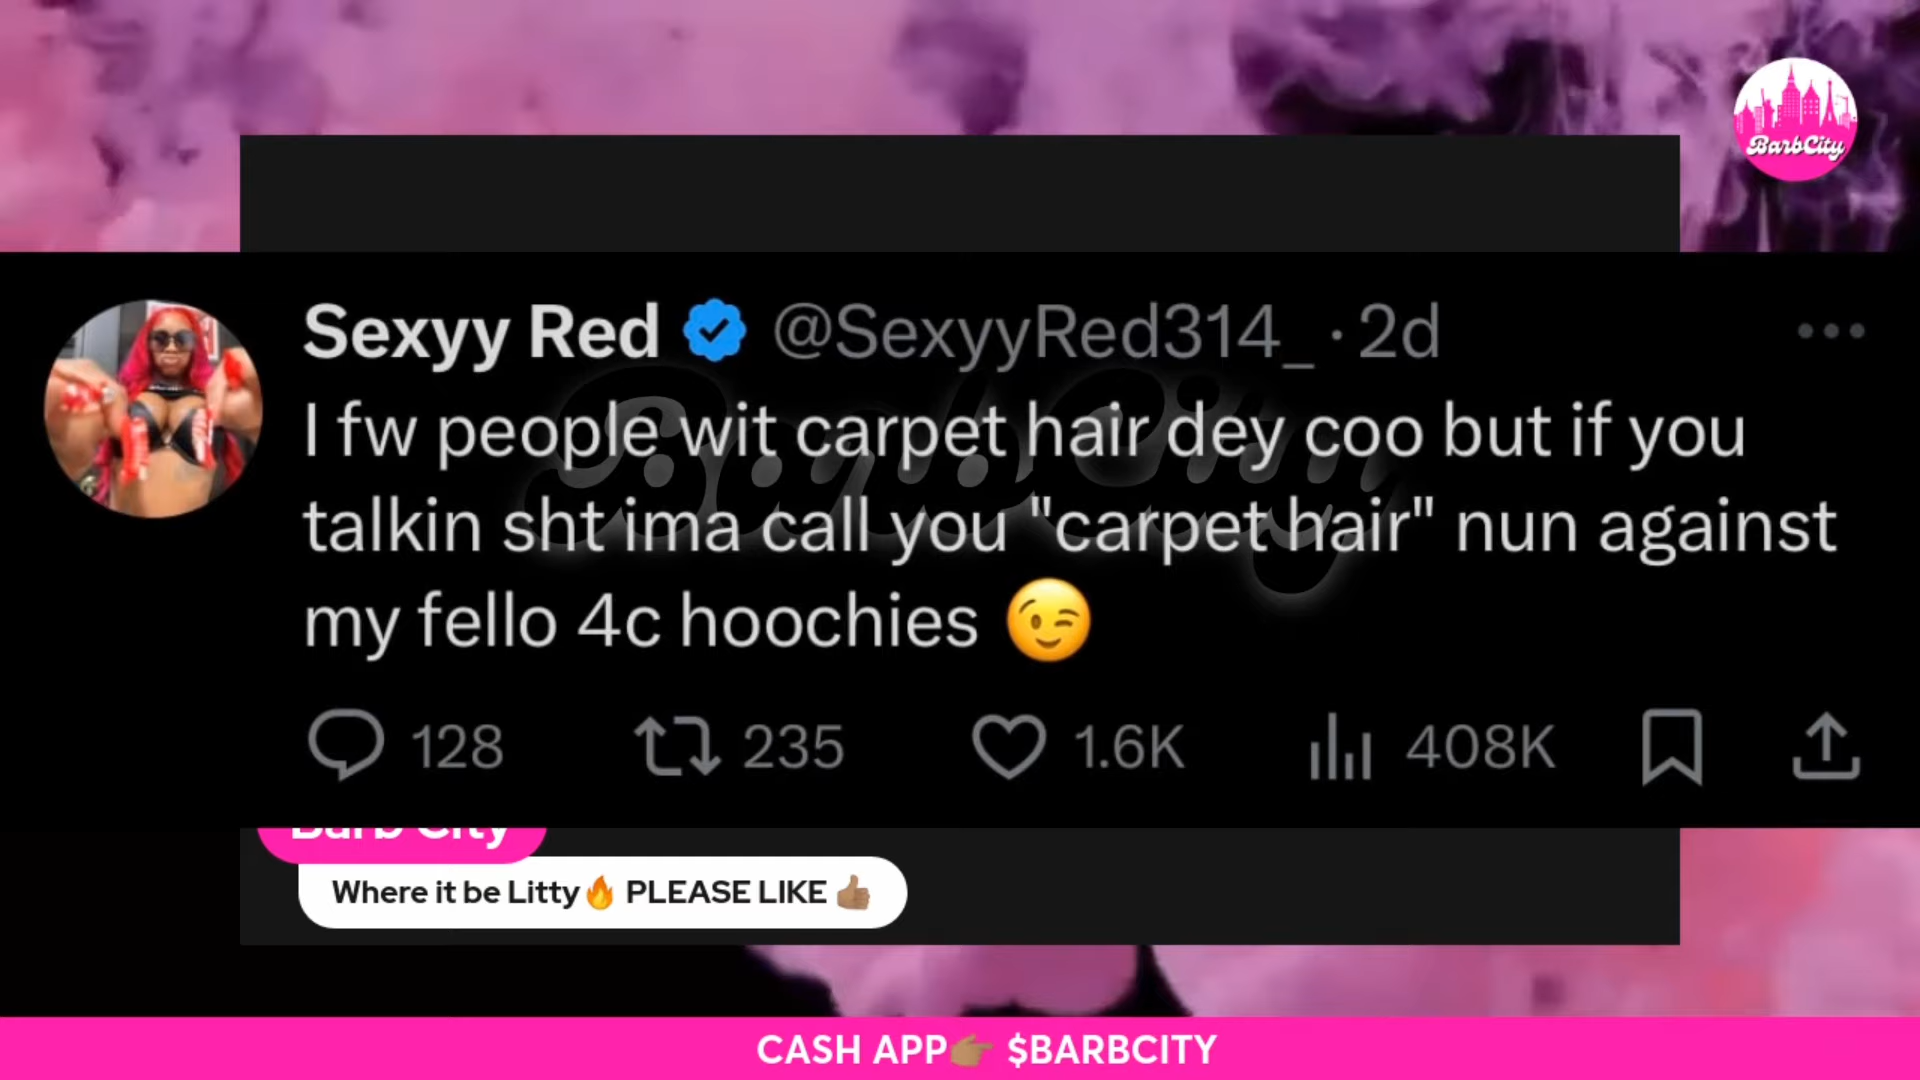 BarbCity
Sexyy Red @SexyyRed314_ · 2d
BarbCity
I fw people wit carpet hair dey coo but if you
talkin sht ima call you "carpet hair" nun against
my fello 4c hoochies 😉
128 235 1.6K 408K
Barb City
Where it be Litty🔥 PLEASE LIKE 👍🏽
CASH APP👉🏽 $BARBCITY